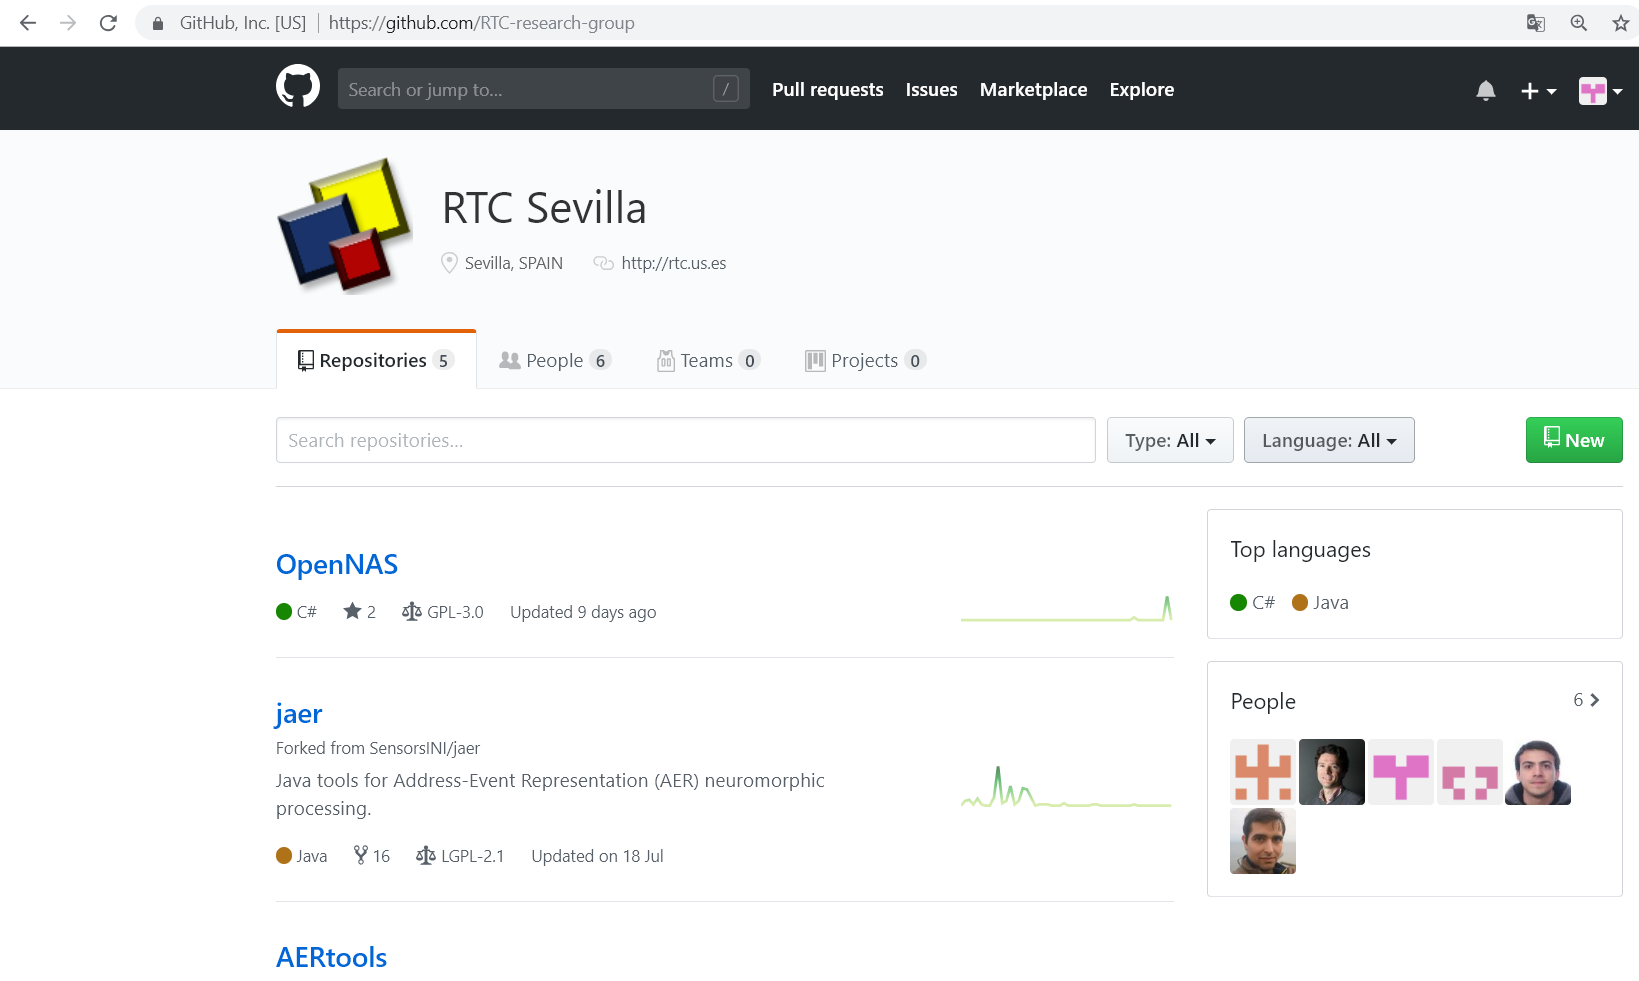 GitHub, Inc. [US] https://github.com/RTC-research-group
Search or jump to... / Pull requests Issues Marketplace Explore
RTC Sevilla
Sevilla, SPAIN http://rtc.us.es
Repositories 5 People 6 Teams 0 Projects 0
Search repositories... Type: All Language: All New
OpenNAS
C# 2 GPL-3.0 Updated 9 days ago
jaer
Forked from SensorsINI/jaer
Java tools for Address-Event Representation (AER) neuromorphic
processing.
Java 16 LGPL-2.1 Updated on 18 Jul
AERtools
Top languages
C# Java
People 6